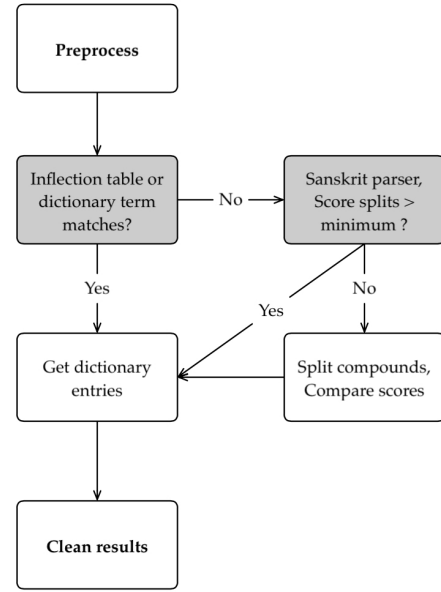 Preprocess
Inflection table or
dictionary term
matches?
No
Sanskrit parser,
Score splits >
minimum ?
Yes
Yes
No
Get dictionary
entries
Split compounds,
Compare scores
Clean results